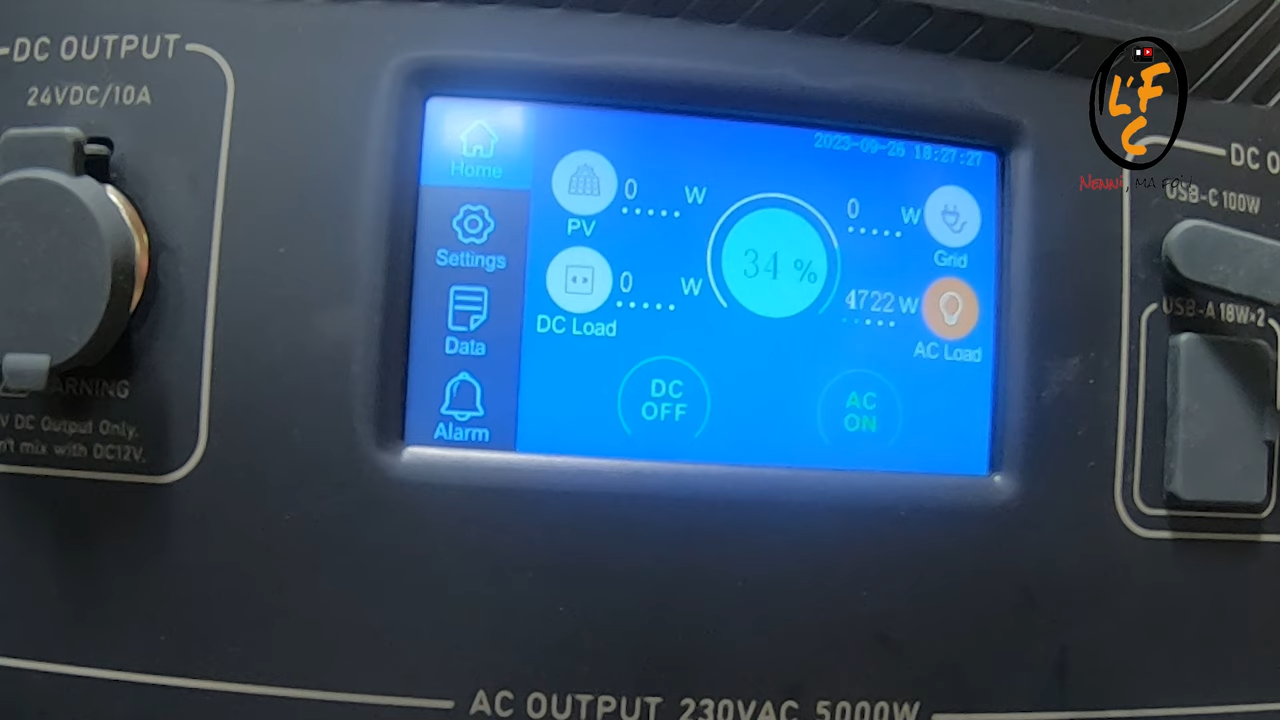 DC OUTPUT
24VDC/10A
ARNING
V DC Output Only.
n't mix with DC12V.
Home
Settings
Data
Alarm
2023-09-26 18:27:27
0 W
PV
0 W
DC Load
34 %
0 W
Grid
4722 W
AC Load
DC
OFF
AC
ON
L'F
C
Nenni, ma foi !
DC O
USB-C 100W
USB-A 18W×2
AC OUTPUT 230VAC 5000W